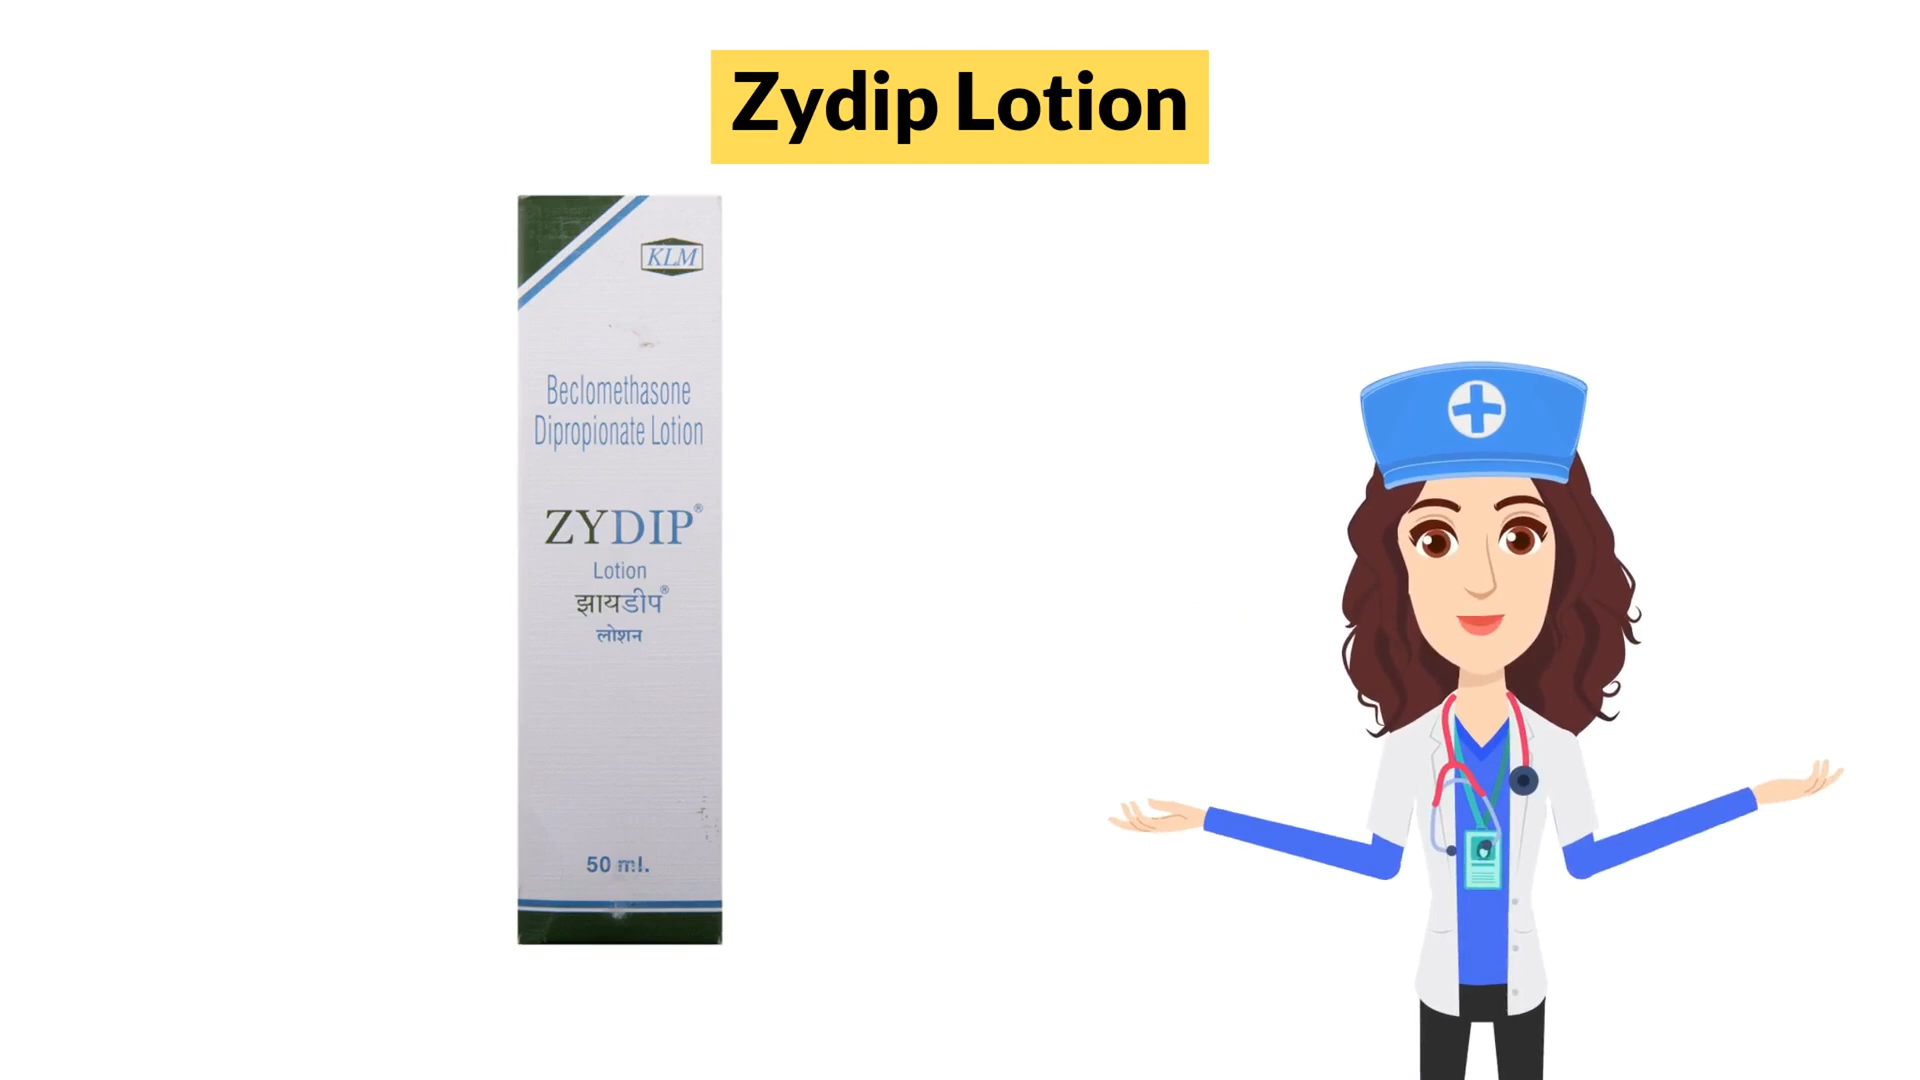 Zydip Lotion
KLM
Beclomethasone
Dipropionate Lotion
ZYDIP®
Lotion
झायडीप®
लोशन
50 ml.